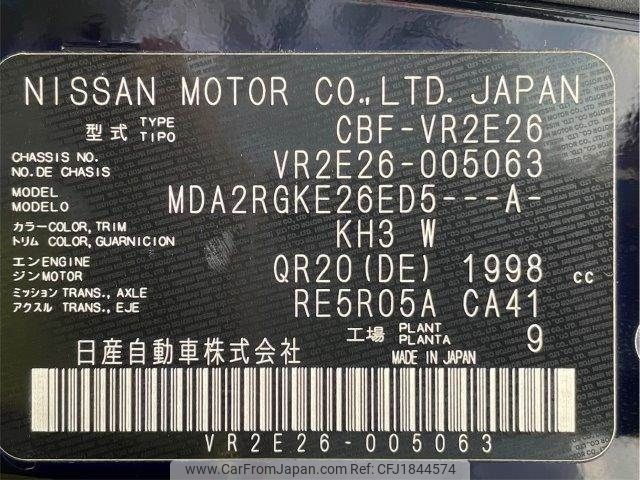 NISSAN MOTOR CO.,LTD. JAPAN
型式 TYPE TIPO CBF-VR2E26
CHASSIS NO. NO.DE CHASIS VR2E26-005063
MODEL MODELO MDA2RGKE26ED5---A-
カラーCOLOR,TRIM トリム COLOR,GUARNICION KH3 W
エンENGINE ジンMOTOR QR20(DE) 1998 cc
ミッション TRANS., AXLE アクスル TRANS., EJE RE5R05A CA41
工場 PLANT PLANTA 9
日産自動車株式会社 MADE IN JAPAN
VR2E26-005063
www.CarFromJapan.com | CarFromJapan ID: CFJ1844574